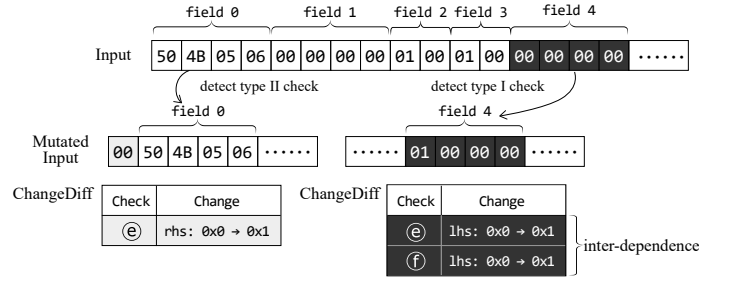 field 0 field 1 field 2 field 3 field 4
Input 50 4B 05 06 00 00 00 00 01 00 01 00 00 00 00 00 ······
detect type II check detect type I check
field 0 field 4
Mutated Input 00 50 4B 05 06 ······ ······ 01 00 00 00 ······
ChangeDiff Check Change ChangeDiff Check Change
ⓔ rhs: 0x0 → 0x1 ⓔ lhs: 0x0 → 0x1
ⓕ lhs: 0x0 → 0x1
inter-dependence